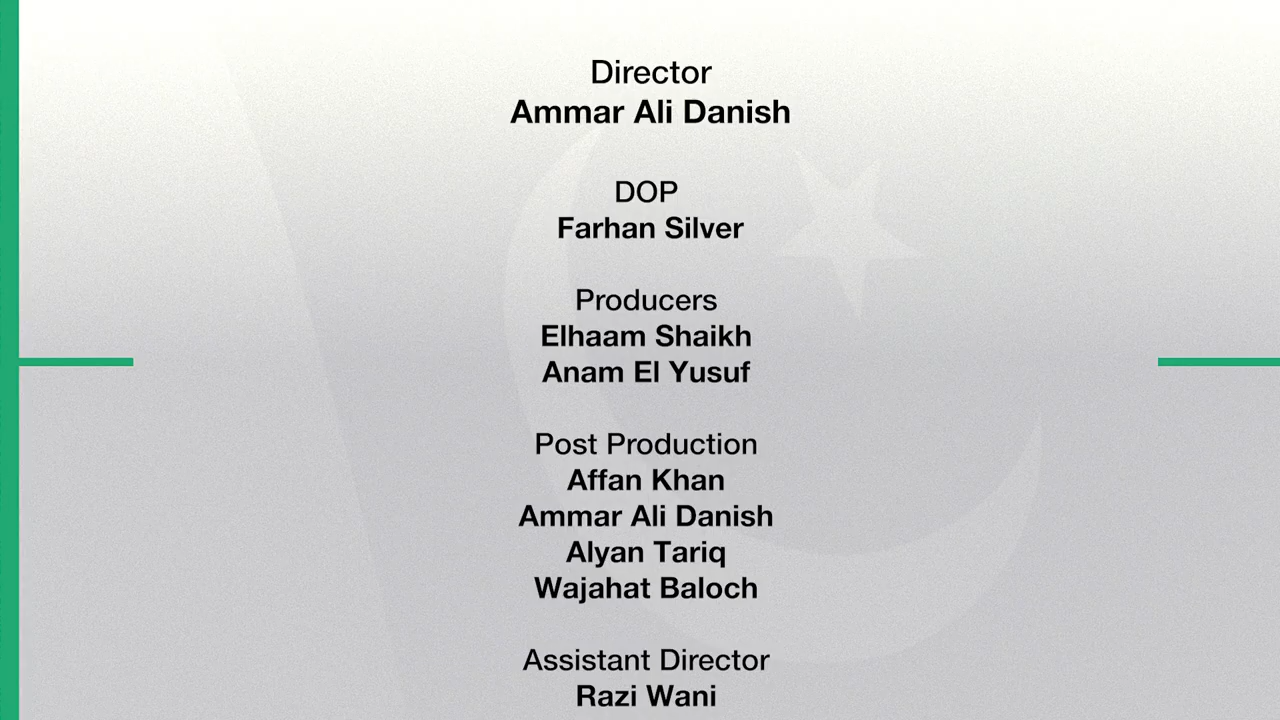 Director
Ammar Ali Danish
DOP
Farhan Silver
Producers
Elhaam Shaikh
Anam El Yusuf
Post Production
Affan Khan
Ammar Ali Danish
Alyan Tariq
Wajahat Baloch
Assistant Director
Razi Wani